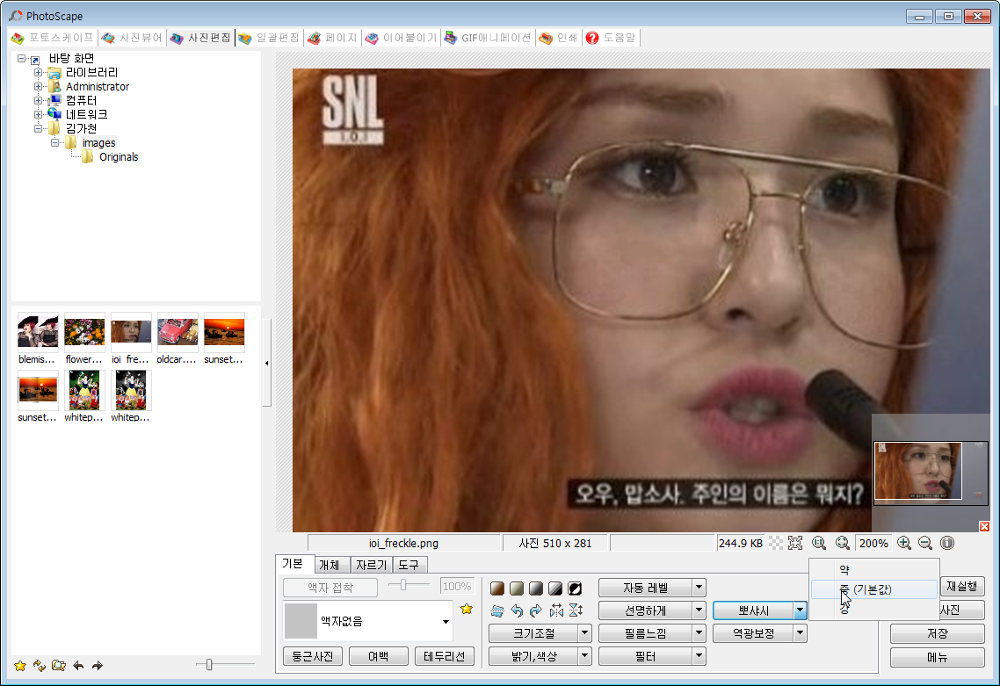 PhotoScape
포토스케이프 사진뷰어 사진편집 일괄편집 페이지 이어붙이기 GIF애니메이션 인쇄 도움말
바탕 화면
라이브러리
Administrator
컴퓨터
네트워크
김가천
images
Originals
SNL
1.0.1
오우, 맙소사. 주인의 이름은 뭐지?
SNL
blemis... flower... ioi_fre... oldcar.... sunset...
sunset... whitep... whitep...
ioi_freckle.png 사진 510 x 281 244.9 KB 200%
기본 개체 자르기 도구
액자 접착 100%
액자없음
둥근사진 여백 테두리선
자동 레벨
선명하게 뽀샤시
크기조절 필름느낌 역광보정
밝기,색상 필터
약
중 (기본값)
강
재실행
사진
저장
메뉴